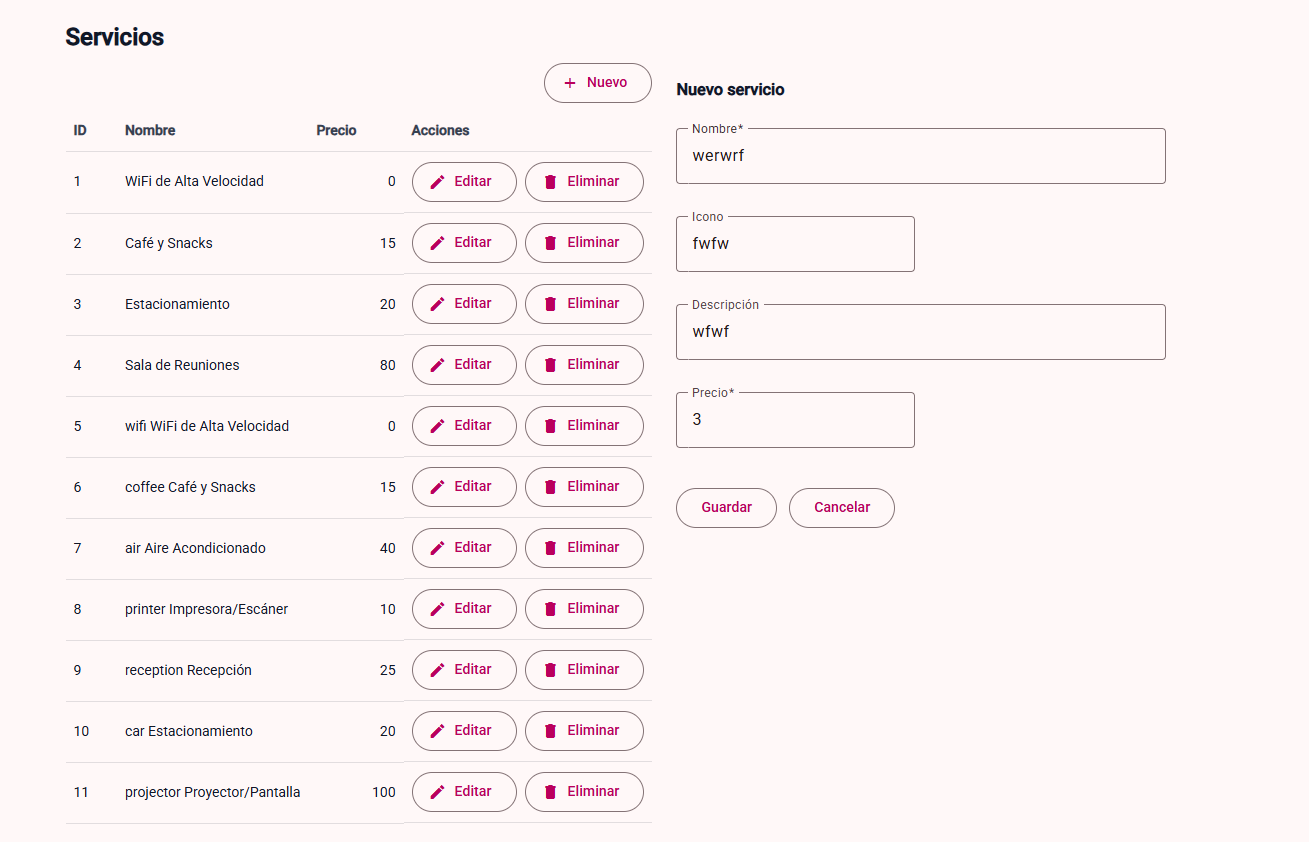 Servicios
Nuevo
ID Nombre Precio Acciones
1 WiFi de Alta Velocidad 0 Editar Eliminar
2 Café y Snacks 15 Editar Eliminar
3 Estacionamiento 20 Editar Eliminar
4 Sala de Reuniones 80 Editar Eliminar
5 wifi WiFi de Alta Velocidad 0 Editar Eliminar
6 coffee Café y Snacks 15 Editar Eliminar
7 air Aire Acondicionado 40 Editar Eliminar
8 printer Impresora/Escáner 10 Editar Eliminar
9 reception Recepción 25 Editar Eliminar
10 car Estacionamiento 20 Editar Eliminar
11 projector Proyector/Pantalla 100 Editar Eliminar
Nuevo servicio
Nombre*
werwrf
Icono
fwfw
Descripción
wfwf
Precio*
3
Guardar Cancelar